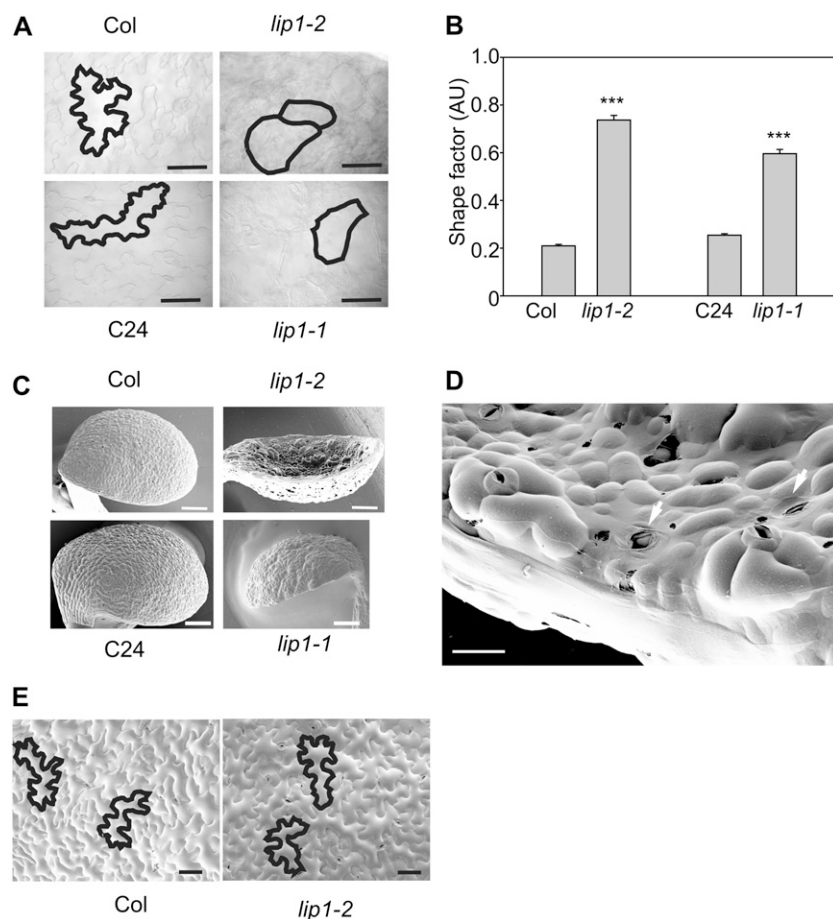 A
Col
lip1-2
C24
lip1-1
B
Shape factor (AU)
1.0
0.8
0.6
0.4
0.2
0
***
***
Col
lip1-2
C24
lip1-1
C
Col
lip1-2
C24
lip1-1
D
E
Col
lip1-2